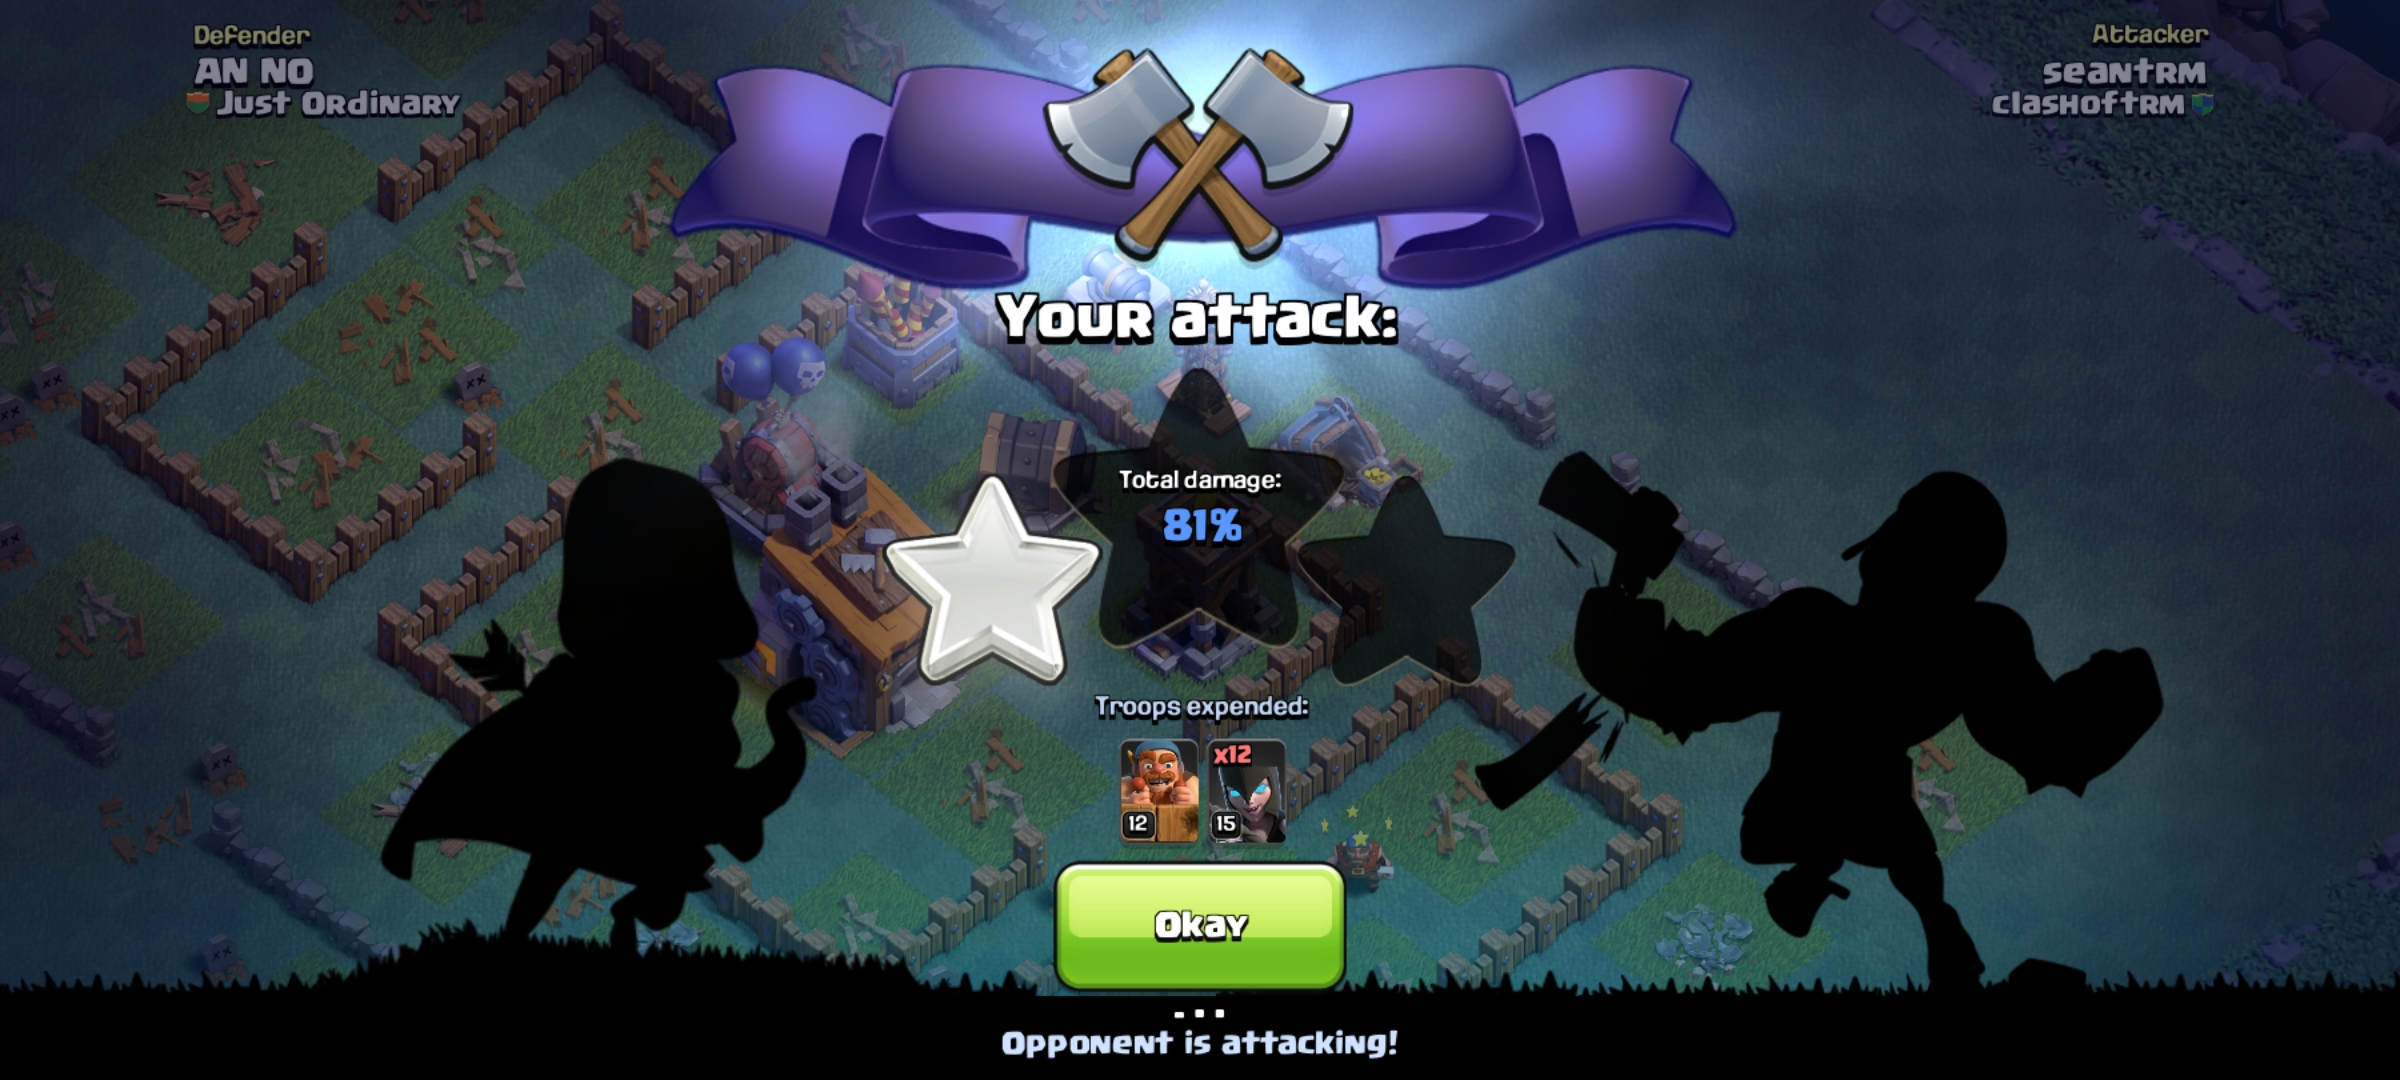 Defender
AN NO
Just Ordinary
Attacker
seantrm
clashoftrm
Your attack:
Total damage:
81%
Troops expended:
x12
12
15
Okay
...
Opponent is attacking!